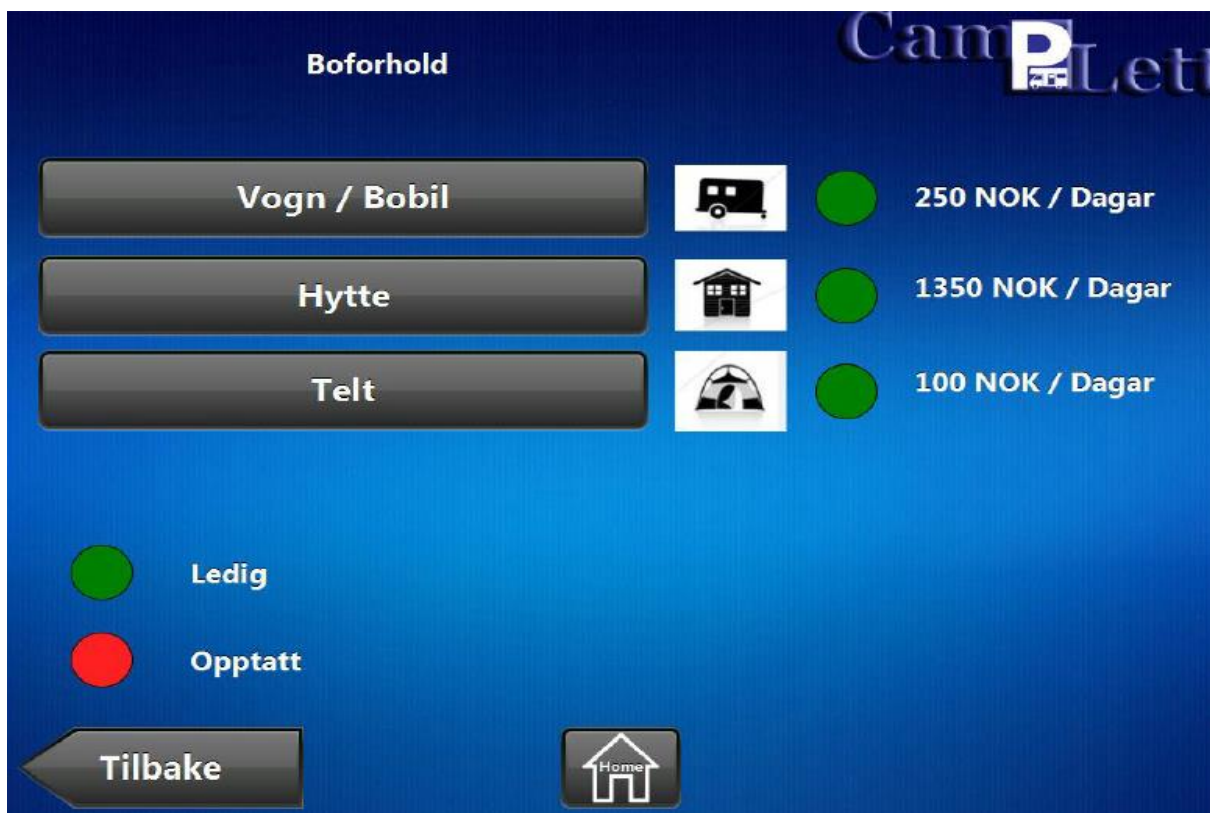 Boforhold
CampLett
Vogn / Bobil
250 NOK / Dagar
Hytte
1350 NOK / Dagar
Telt
100 NOK / Dagar
Ledig
Opptatt
Tilbake
Home